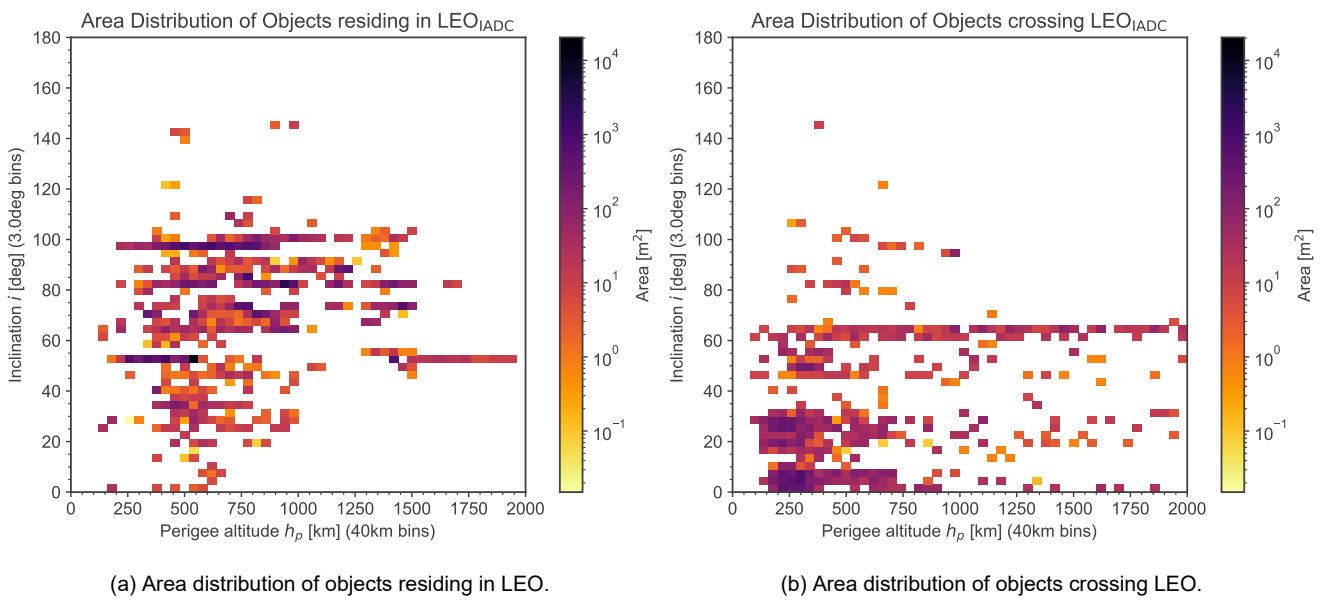 Area Distribution of Objects residing in LEO_IADC
180
160
140
120
100
80
60
40
20
0
Inclination i [deg] (3.0deg bins)
0 250 500 750 1000 1250 1500 1750 2000
Perigee altitude h_p [km] (40km bins)
10^4
10^3
10^2
10^1
10^0
10^−1
Area [m^2]
(a) Area distribution of objects residing in LEO.
Area Distribution of Objects crossing LEO_IADC
180
160
140
120
100
80
60
40
20
0
Inclination i [deg] (3.0deg bins)
0 250 500 750 1000 1250 1500 1750 2000
Perigee altitude h_p [km] (40km bins)
10^4
10^3
10^2
10^1
10^0
10^−1
Area [m^2]
(b) Area distribution of objects crossing LEO.